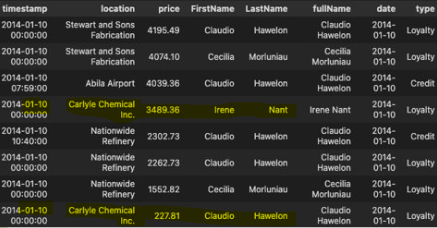 timestamp location price FirstName LastName fullName date type
2014-01-10 00:00:00 Stewart and Sons Fabrication 4195.49 Claudio Hawelon Claudio Hawelon 2014-01-10 Loyalty
2014-01-10 00:00:00 Stewart and Sons Fabrication 4074.10 Cecilia Morluniau Cecilia Morluniau 2014-01-10 Loyalty
2014-01-10 07:59:00 Abila Airport 4039.36 Claudio Hawelon Claudio Hawelon 2014-01-10 Credit
2014-01-10 00:00:00 Carlyle Chemical Inc. 3489.36 Irene Nant Irene Nant 2014-01-10 Loyalty
2014-01-10 10:40:00 Nationwide Refinery 2302.73 Claudio Hawelon Claudio Hawelon 2014-01-10 Credit
2014-01-10 00:00:00 Nationwide Refinery 2262.73 Claudio Hawelon Claudio Hawelon 2014-01-10 Loyalty
2014-01-10 00:00:00 Nationwide Refinery 1552.82 Cecilia Morluniau Cecilia Morluniau 2014-01-10 Loyalty
2014-01-10 00:00:00 Carlyle Chemical Inc. 227.81 Claudio Hawelon Claudio Hawelon 2014-01-10 Loyalty